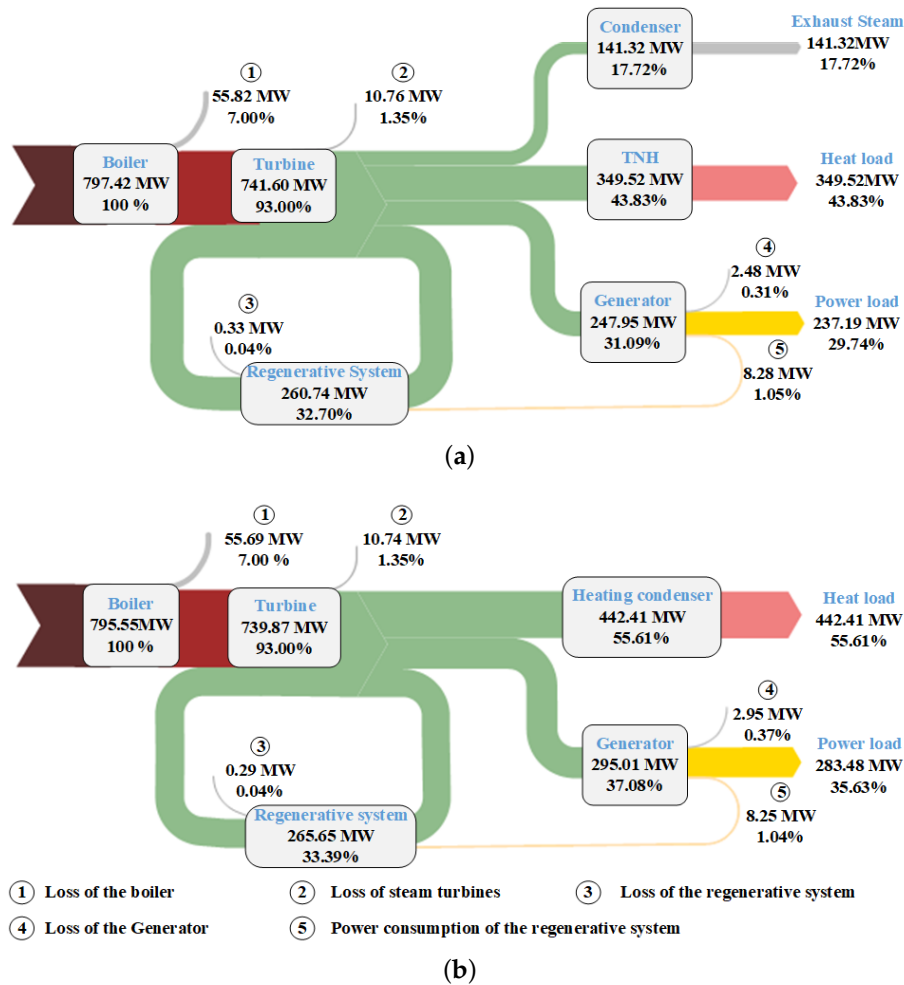 Condenser
141.32 MW
17.72%
Exhaust Steam
141.32MW
17.72%
1
55.82 MW
7.00%
2
10.76 MW
1.35%
Boiler
797.42 MW
100 %
Turbine
741.60 MW
93.00%
TNH
349.52 MW
43.83%
Heat load
349.52MW
43.83%
4
2.48 MW
0.31%
Generator
247.95 MW
31.09%
Power load
237.19 MW
29.74%
3
0.33 MW
0.04%
5
8.28 MW
1.05%
Regenerative System
260.74 MW
32.70%
(a)
1
55.69 MW
7.00 %
2
10.74 MW
1.35%
Boiler
795.55MW
100 %
Turbine
739.87 MW
93.00%
Heating condenser
442.41 MW
55.61%
Heat load
442.41 MW
55.61%
4
2.95 MW
0.37%
Generator
295.01 MW
37.08%
Power load
283.48 MW
35.63%
3
0.29 MW
0.04%
5
8.25 MW
1.04%
Regenerative system
265.65 MW
33.39%
1 Loss of the boiler
2 Loss of steam turbines
3 Loss of the regenerative system
4 Loss of the Generator
5 Power consumption of the regenerative system
(b)